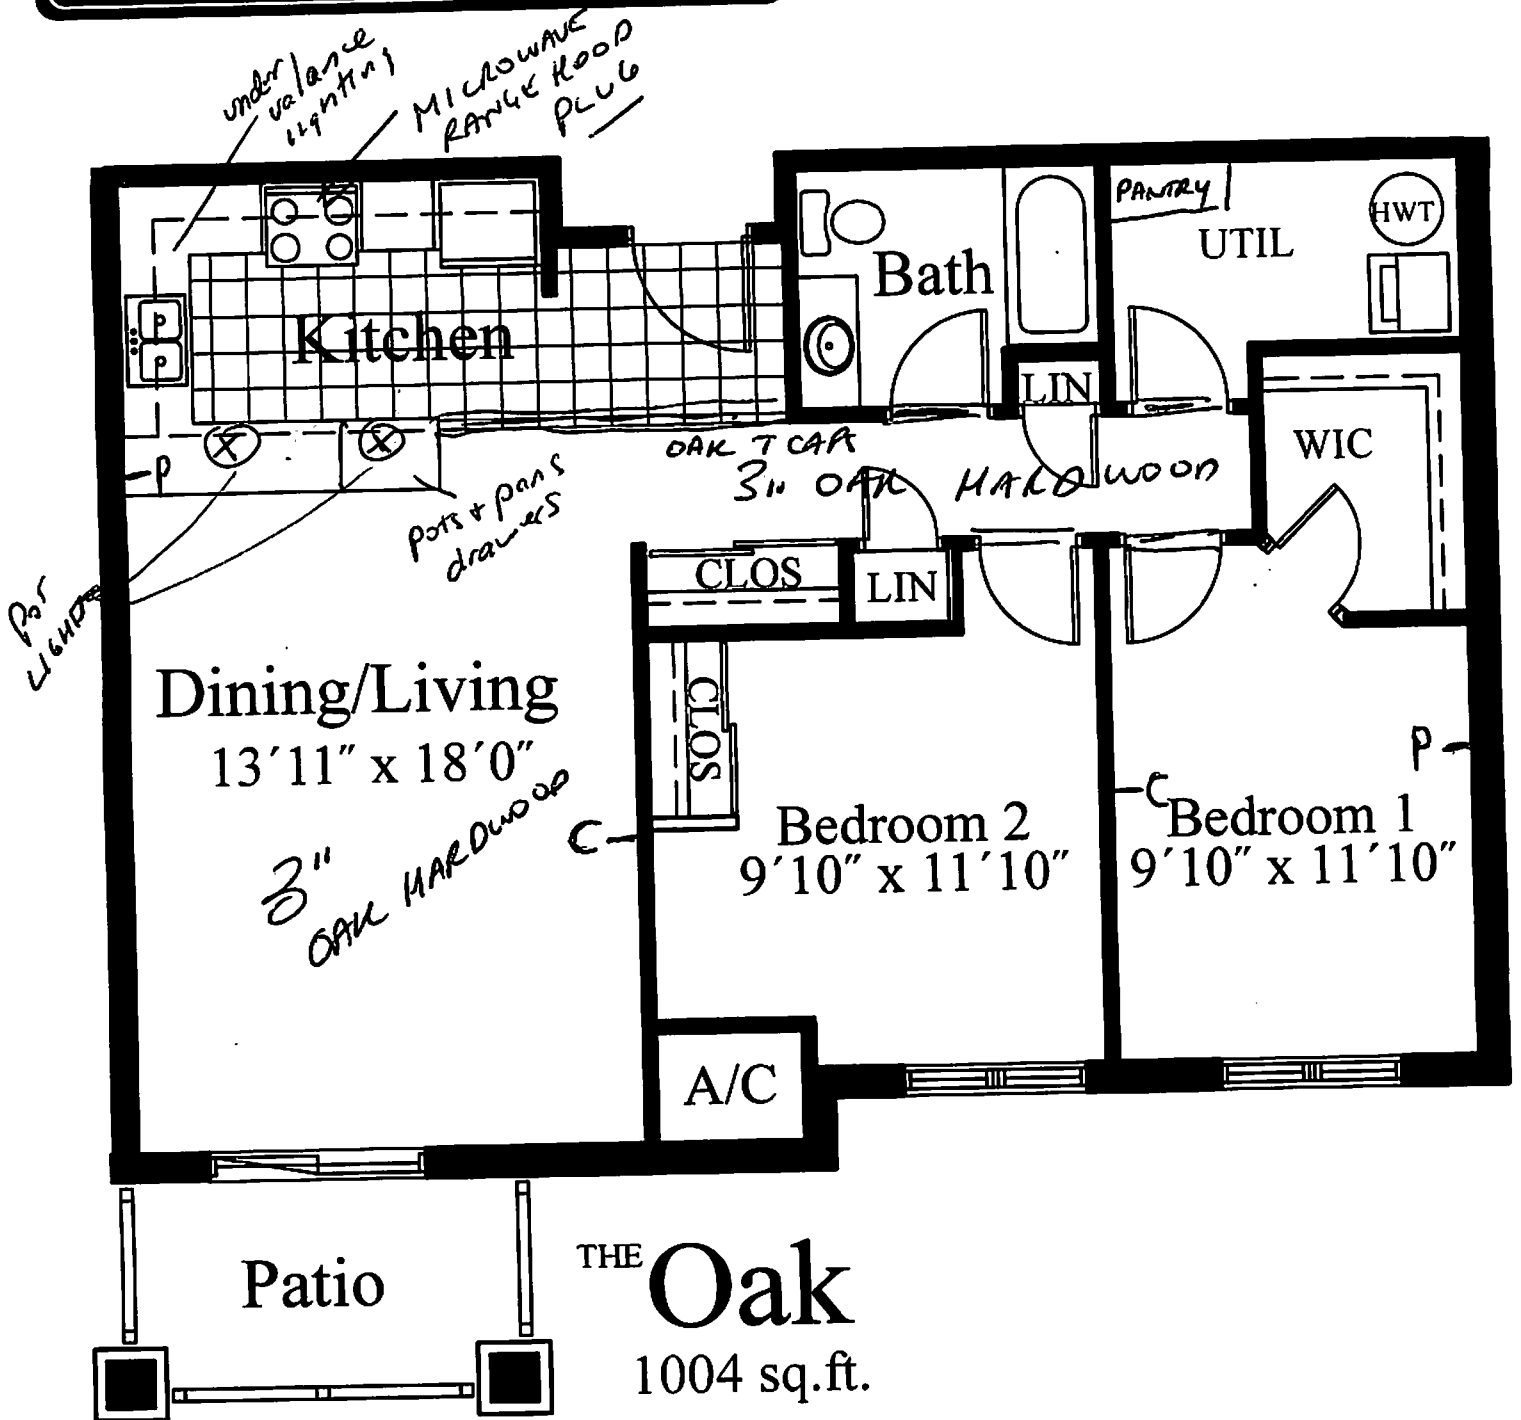 under
valance
lighting
MICROWAVE
RANGE HOOD
PLUG
PANTRY
HWT
UTIL
Bath
Kitchen
LIN
WIC
OAK T CAP
3" OAK HARDWOOD
P
pots & pans
drawers
Pot
LIGHTS
CLOS
LIN
Dining/Living
13'11" x 18'0"
3"
OAK HARDWOOD
CLOS
C
P
C
Bedroom 2
9'10" x 11'10"
Bedroom 1
9'10" x 11'10"
A/C
Patio
THE Oak
1004 sq.ft.